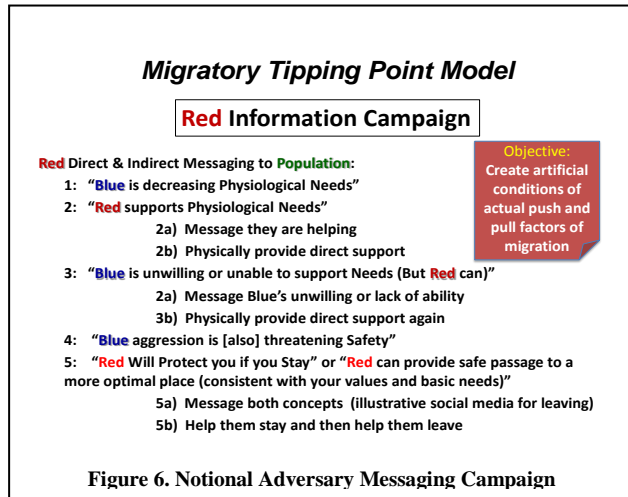 Migratory Tipping Point Model
Red Information Campaign
Red Direct & Indirect Messaging to Population:
1: “Blue is decreasing Physiological Needs”
2: “Red supports Physiological Needs”
2a) Message they are helping
2b) Physically provide direct support
3: “Blue is unwilling or unable to support Needs (But Red can)”
2a) Message Blue’s unwilling or lack of ability
3b) Physically provide direct support again
4: “Blue aggression is [also] threatening Safety”
5: “Red Will Protect you if you Stay” or “Red can provide safe passage to a
more optimal place (consistent with your values and basic needs)”
5a) Message both concepts (illustrative social media for leaving)
5b) Help them stay and then help them leave
Objective:
Create artificial
conditions of
actual push and
pull factors of
migration
Figure 6. Notional Adversary Messaging Campaign